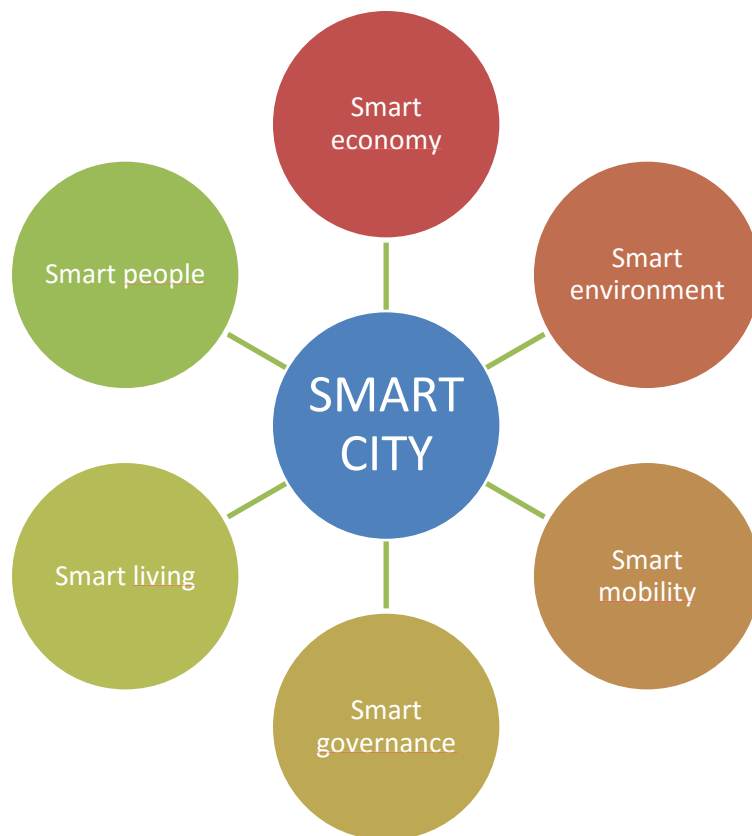 Smart
economy
Smart
environment
Smart
mobility
Smart
governance
Smart living
Smart people
SMART
CITY